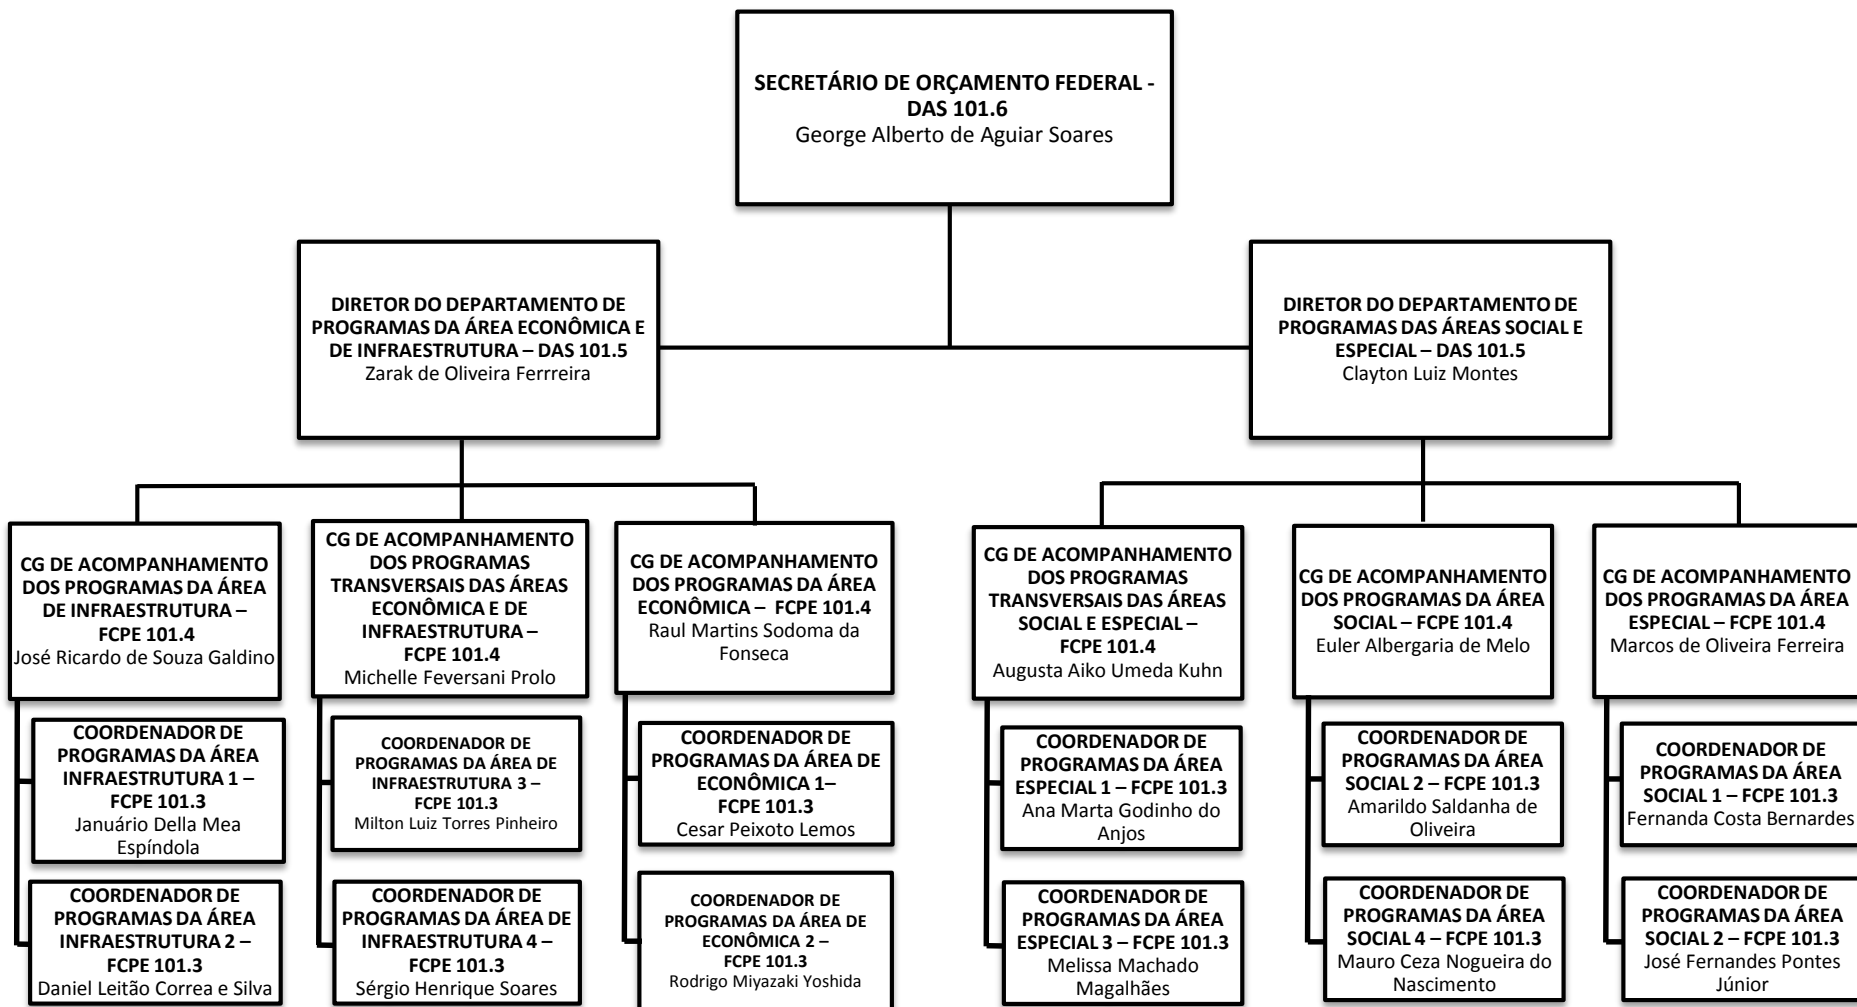 SECRETÁRIO DE ORÇAMENTO FEDERAL -
DAS 101.6
George Alberto de Aguiar Soares
DIRETOR DO DEPARTAMENTO DE
PROGRAMAS DA ÁREA ECONÔMICA E
DE INFRAESTRUTURA – DAS 101.5
Zarak de Oliveira Ferrreira
DIRETOR DO DEPARTAMENTO DE
PROGRAMAS DAS ÁREAS SOCIAL E
ESPECIAL – DAS 101.5
Clayton Luiz Montes
CG DE ACOMPANHAMENTO
DOS PROGRAMAS DA ÁREA
DE INFRAESTRUTURA –
FCPE 101.4
José Ricardo de Souza Galdino
CG DE ACOMPANHAMENTO
DOS PROGRAMAS
TRANSVERSAIS DAS ÁREAS
ECONÔMICA E DE
INFRAESTRUTURA –
FCPE 101.4
Michelle Feversani Prolo
CG DE ACOMPANHAMENTO
DOS PROGRAMAS DA ÁREA
ECONÔMICA – FCPE 101.4
Raul Martins Sodoma da
Fonseca
CG DE ACOMPANHAMENTO
DOS PROGRAMAS
TRANSVERSAIS DAS ÁREAS
SOCIAL E ESPECIAL –
FCPE 101.4
Augusta Aiko Umeda Kuhn
CG DE ACOMPANHAMENTO
DOS PROGRAMAS DA ÁREA
SOCIAL – FCPE 101.4
Euler Albergaria de Melo
CG DE ACOMPANHAMENTO
DOS PROGRAMAS DA ÁREA
ESPECIAL – FCPE 101.4
Marcos de Oliveira Ferreira
COORDENADOR DE
PROGRAMAS DA ÁREA
INFRAESTRUTURA 1 –
FCPE 101.3
Januário Della Mea
Espíndola
COORDENADOR DE
PROGRAMAS DA ÁREA DE
INFRAESTRUTURA 3 –
FCPE 101.3
Milton Luiz Torres Pinheiro
COORDENADOR DE
PROGRAMAS DA ÁREA DE
ECONÔMICA 1–
FCPE 101.3
Cesar Peixoto Lemos
COORDENADOR DE
PROGRAMAS DA ÁREA
ESPECIAL 1 – FCPE 101.3
Ana Marta Godinho do
Anjos
COORDENADOR DE
PROGRAMAS DA ÁREA
SOCIAL 2 – FCPE 101.3
Amarildo Saldanha de
Oliveira
COORDENADOR DE
PROGRAMAS DA ÁREA
SOCIAL 1 – FCPE 101.3
Fernanda Costa Bernardes
COORDENADOR DE
PROGRAMAS DA ÁREA
INFRAESTRUTURA 2 –
FCPE 101.3
Daniel Leitão Correa e Silva
COORDENADOR DE
PROGRAMAS DA ÁREA DE
INFRAESTRUTURA 4 –
FCPE 101.3
Sérgio Henrique Soares
COORDENADOR DE
PROGRAMAS DA ÁREA DE
ECONÔMICA 2 –
FCPE 101.3
Rodrigo Miyazaki Yoshida
COORDENADOR DE
PROGRAMAS DA ÁREA
ESPECIAL 3 – FCPE 101.3
Melissa Machado
Magalhães
COORDENADOR DE
PROGRAMAS DA ÁREA
SOCIAL 4 – FCPE 101.3
Mauro Ceza Nogueira do
Nascimento
COORDENADOR DE
PROGRAMAS DA ÁREA
SOCIAL 2 – FCPE 101.3
José Fernandes Pontes
Júnior